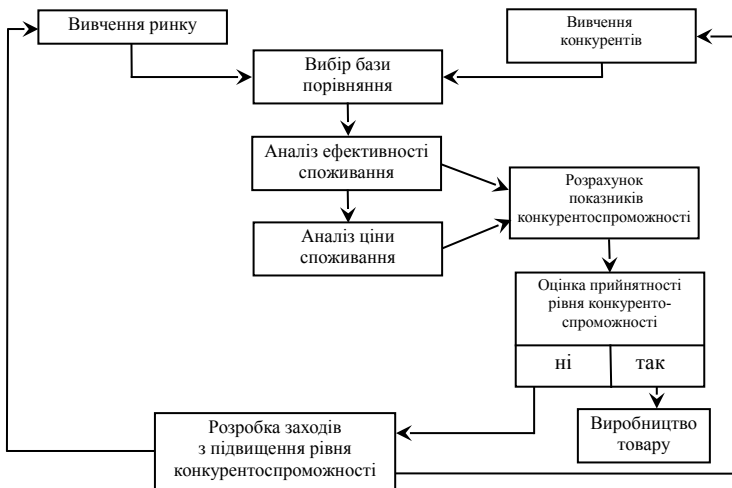 Вивчення ринку
Вивчення
конкурентів
Вибір бази
порівняння
Аналіз ефективності
споживання
Аналіз ціни
споживання
Розрахунок
показників
конкурентоспроможності
Оцінка прийнятності
рівня конкуренто-
спроможності
ні так
Виробництво
товару
Розробка заходів
з підвищення рівня
конкурентоспроможності